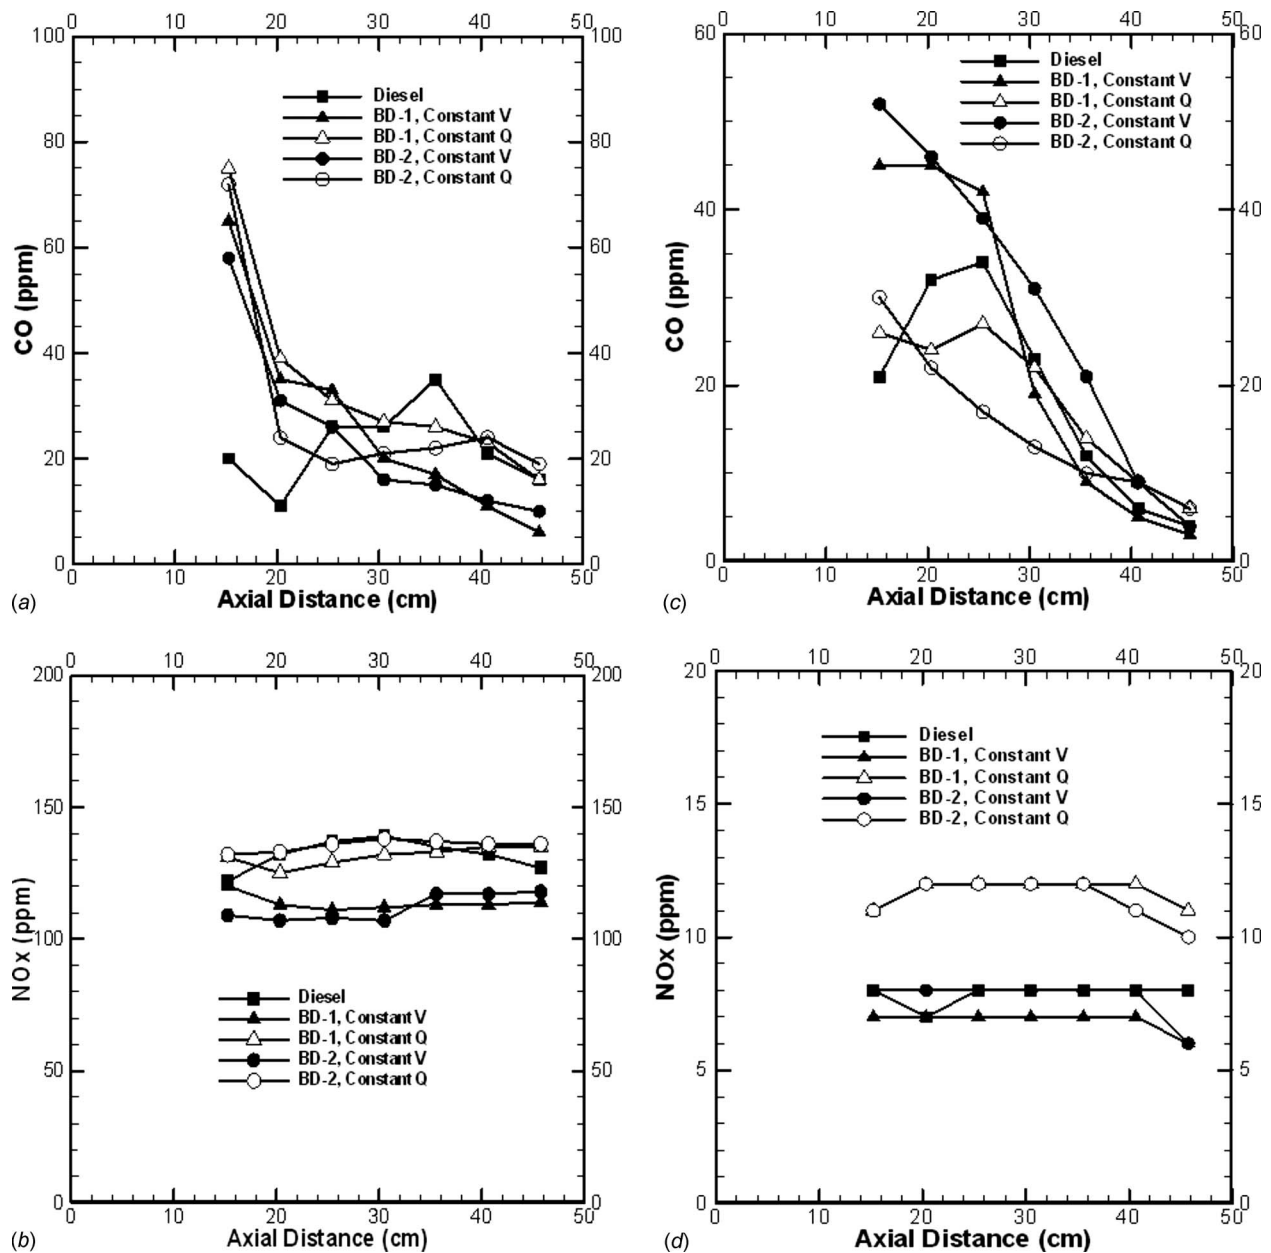 0 10 20 30 40 50
100 100
80 80
60 60
40 40
20 20
0 0
0 10 20 30 40 50
CO (ppm)
Diesel
BD-1, Constant V
BD-1, Constant Q
BD-2, Constant V
BD-2, Constant Q
(a) Axial Distance (cm)
0 10 20 30 40 50
60 60
40 40
20 20
0 0
0 10 20 30 40 50
CO (ppm)
Diesel
BD-1, Constant V
BD-1, Constant Q
BD-2, Constant V
BD-2, Constant Q
(c) Axial Distance (cm)
0 10 20 30 40 50
200 200
150 150
100 100
50 50
0 0
0 10 20 30 40 50
NOx (ppm)
Diesel
BD-1, Constant V
BD-1, Constant Q
BD-2, Constant V
BD-2, Constant Q
(b) Axial Distance (cm)
0 10 20 30 40 50
20 20
15 15
10 10
5 5
0 0
0 10 20 30 40 50
NOx (ppm)
Diesel
BD-1, Constant V
BD-1, Constant Q
BD-2, Constant V
BD-2, Constant Q
(d) Axial Distance (cm)